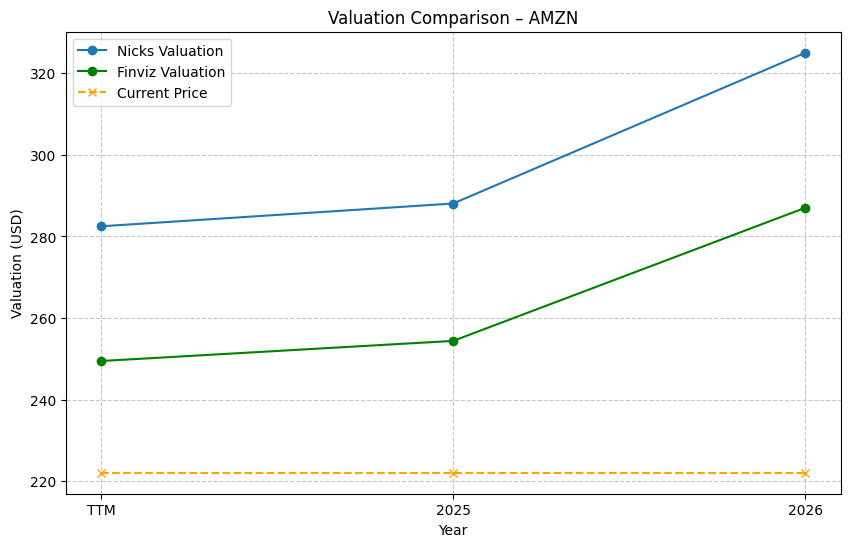 Valuation Comparison – AMZN
Nicks Valuation
Finviz Valuation
Current Price
Valuation (USD)
320
300
280
260
240
220
TTM
2025
2026
Year